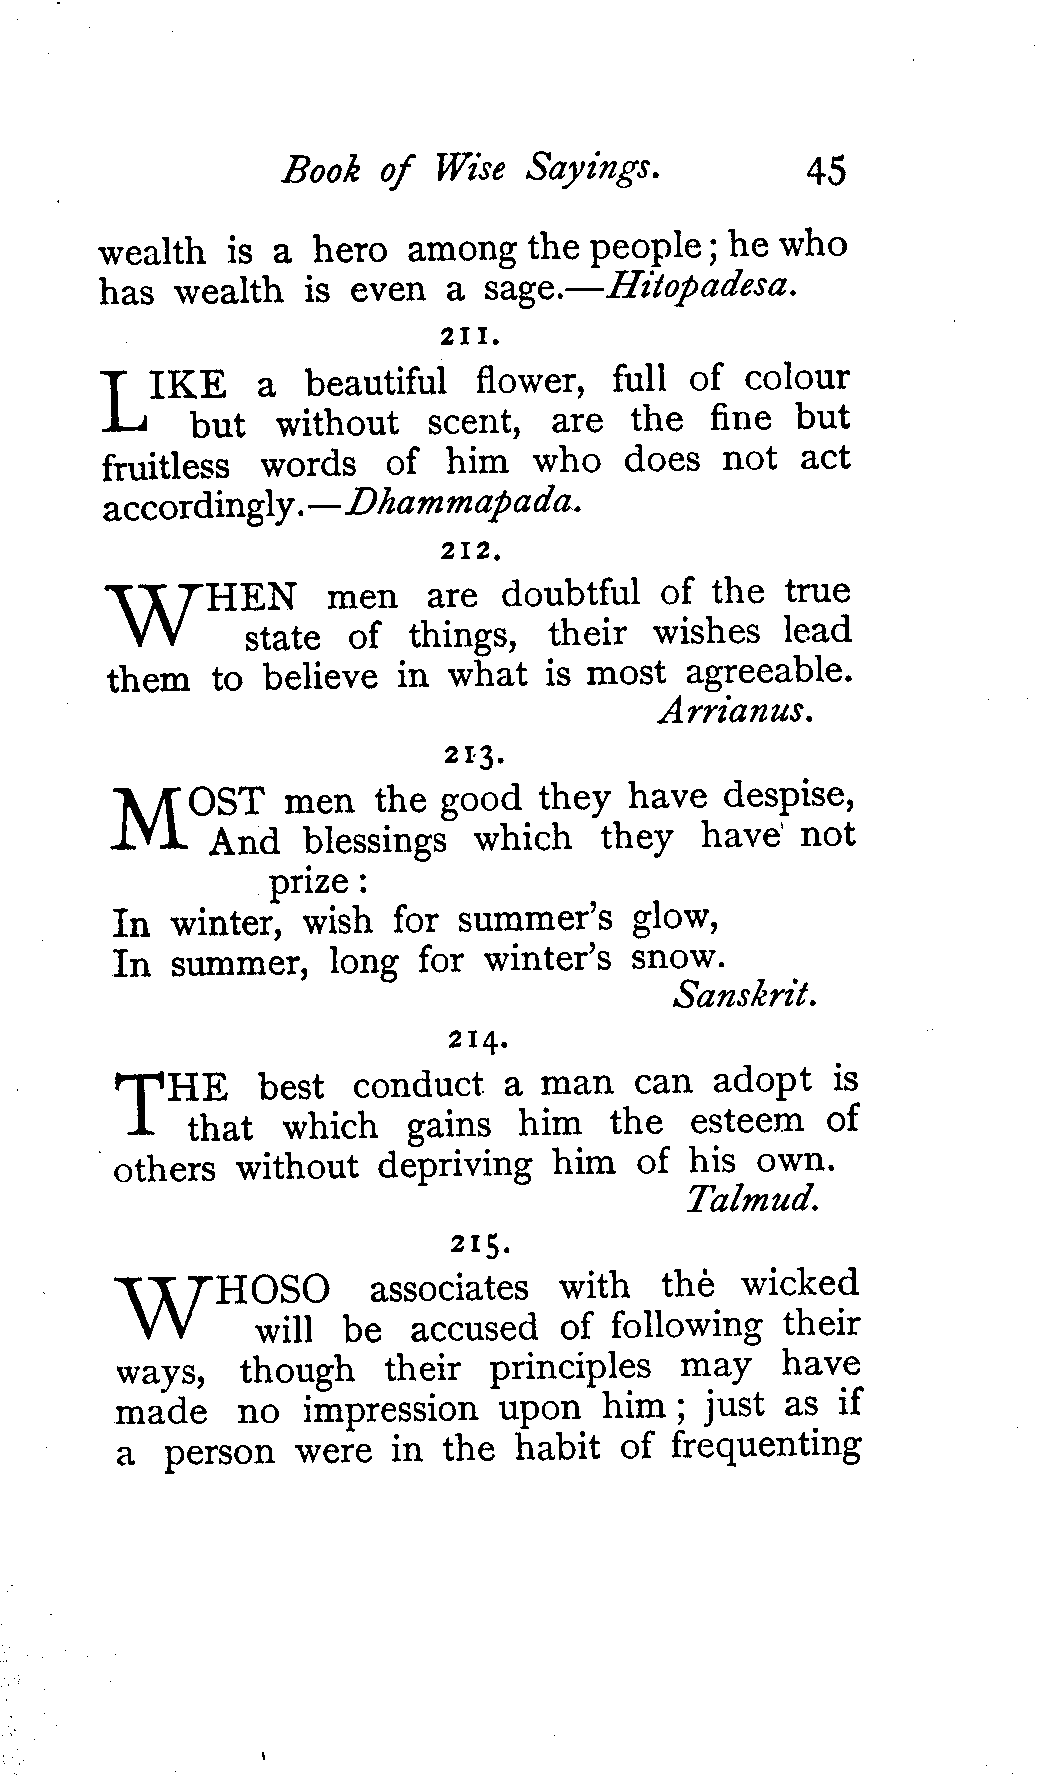 Book of Wise Sayings. 45
wealth is a hero among the people; he who
has wealth is even a sage.—Hitopadesa.
211.
LIKE a beautiful flower, full of colour
but without scent, are the fine but
fruitless words of him who does not act
accordingly.—Dhammapada.
212.
WHEN men are doubtful of the true
state of things, their wishes lead
them to believe in what is most agreeable.
Arrianus.
213.
MOST men the good they have despise,
And blessings which they have not
prize:
In winter, wish for summer's glow,
In summer, long for winter's snow.
Sanskrit.
214.
THE best conduct a man can adopt is
that which gains him the esteem of
others without depriving him of his own.
Talmud.
215.
WHOSO associates with the wicked
will be accused of following their
ways, though their principles may have
made no impression upon him; just as if
a person were in the habit of frequenting